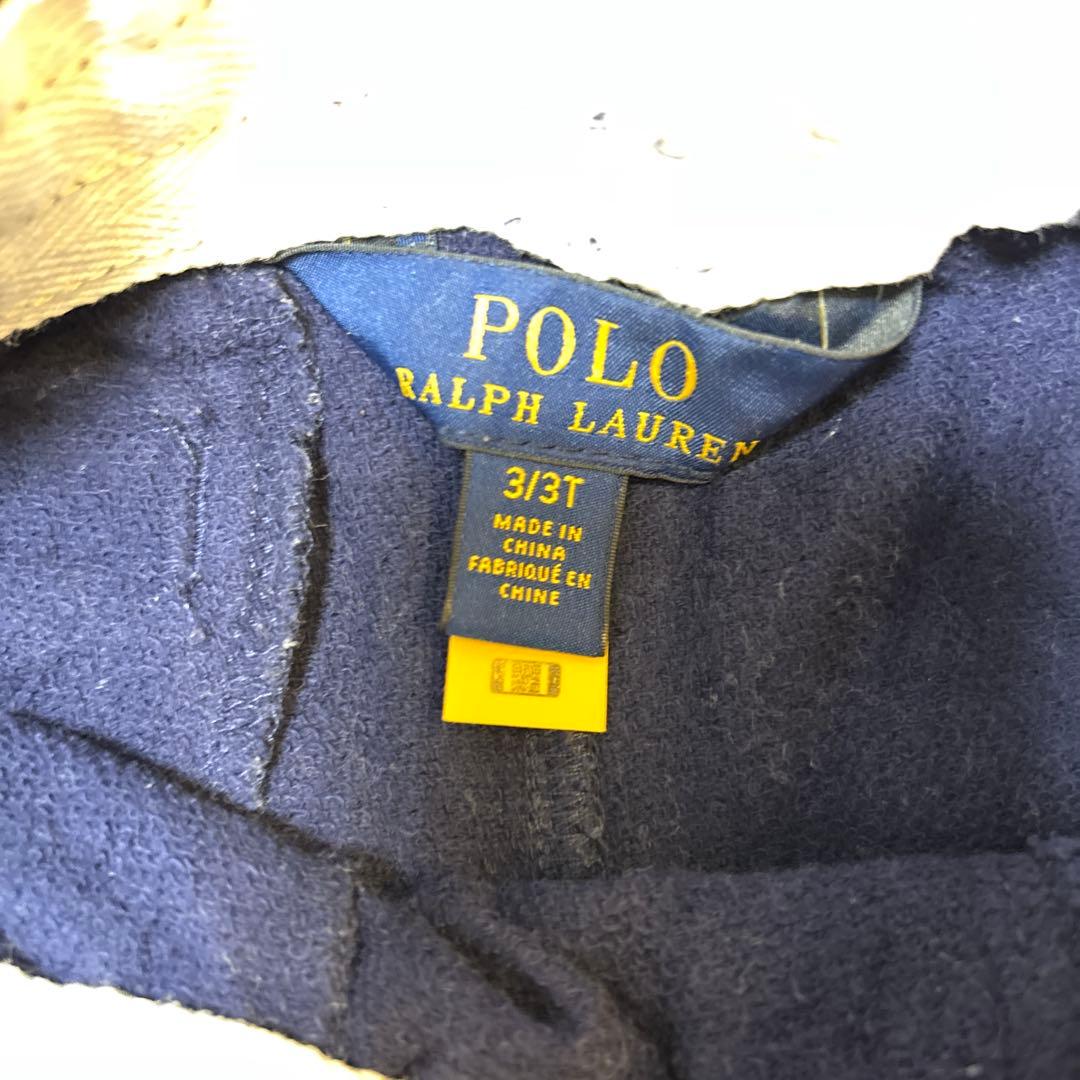 POLO
RALPH LAUREN
3/3T
MADE IN
CHINA
FABRIQUÉ EN
CHINE